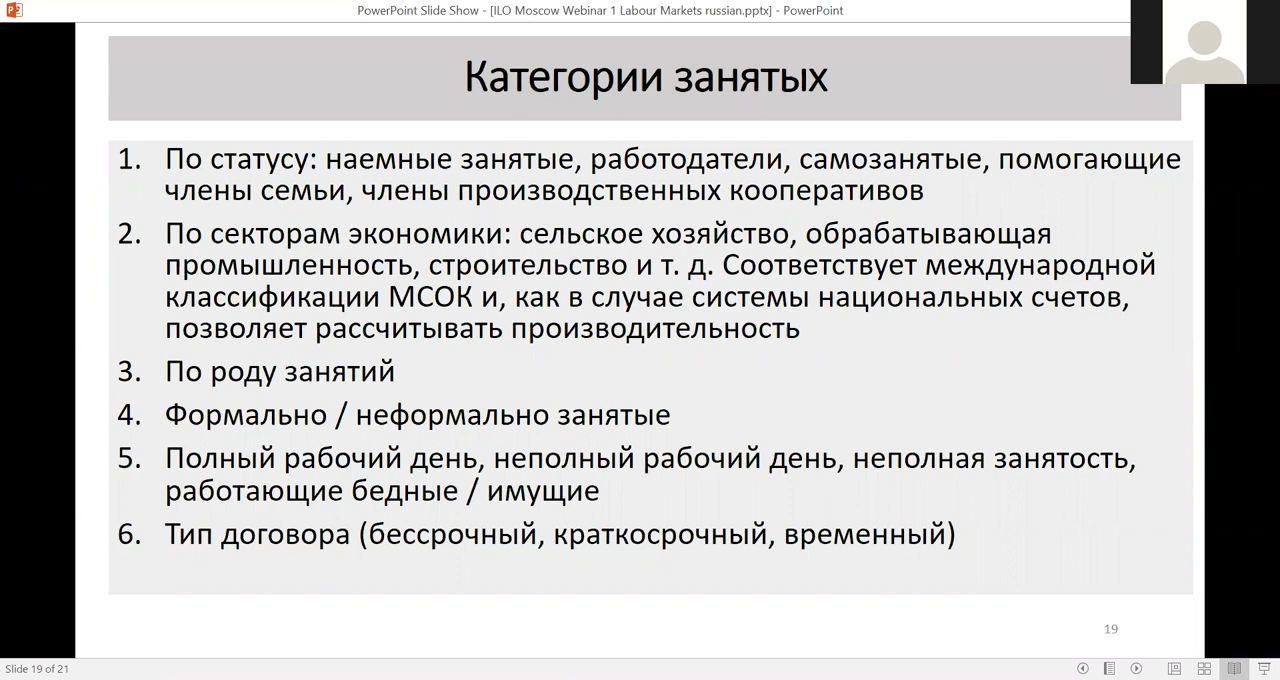 PowerPoint Slide Show - [ILO Moscow Webinar 1 Labour Markets russian.pptx] - PowerPoint
Категории занятых
1. По статусу: наемные занятые, работодатели, самозанятые, помогающие
члены семьи, члены производственных кооперативов
2. По секторам экономики: сельское хозяйство, обрабатывающая
промышленность, строительство и т. д. Соответствует международной
классификации МСОК и, как в случае системы национальных счетов,
позволяет рассчитывать производительность
3. По роду занятий
4. Формально / неформально занятые
5. Полный рабочий день, неполный рабочий день, неполная занятость,
работающие бедные / имущие
6. Тип договора (бессрочный, краткосрочный, временный)
19
Slide 19 of 21